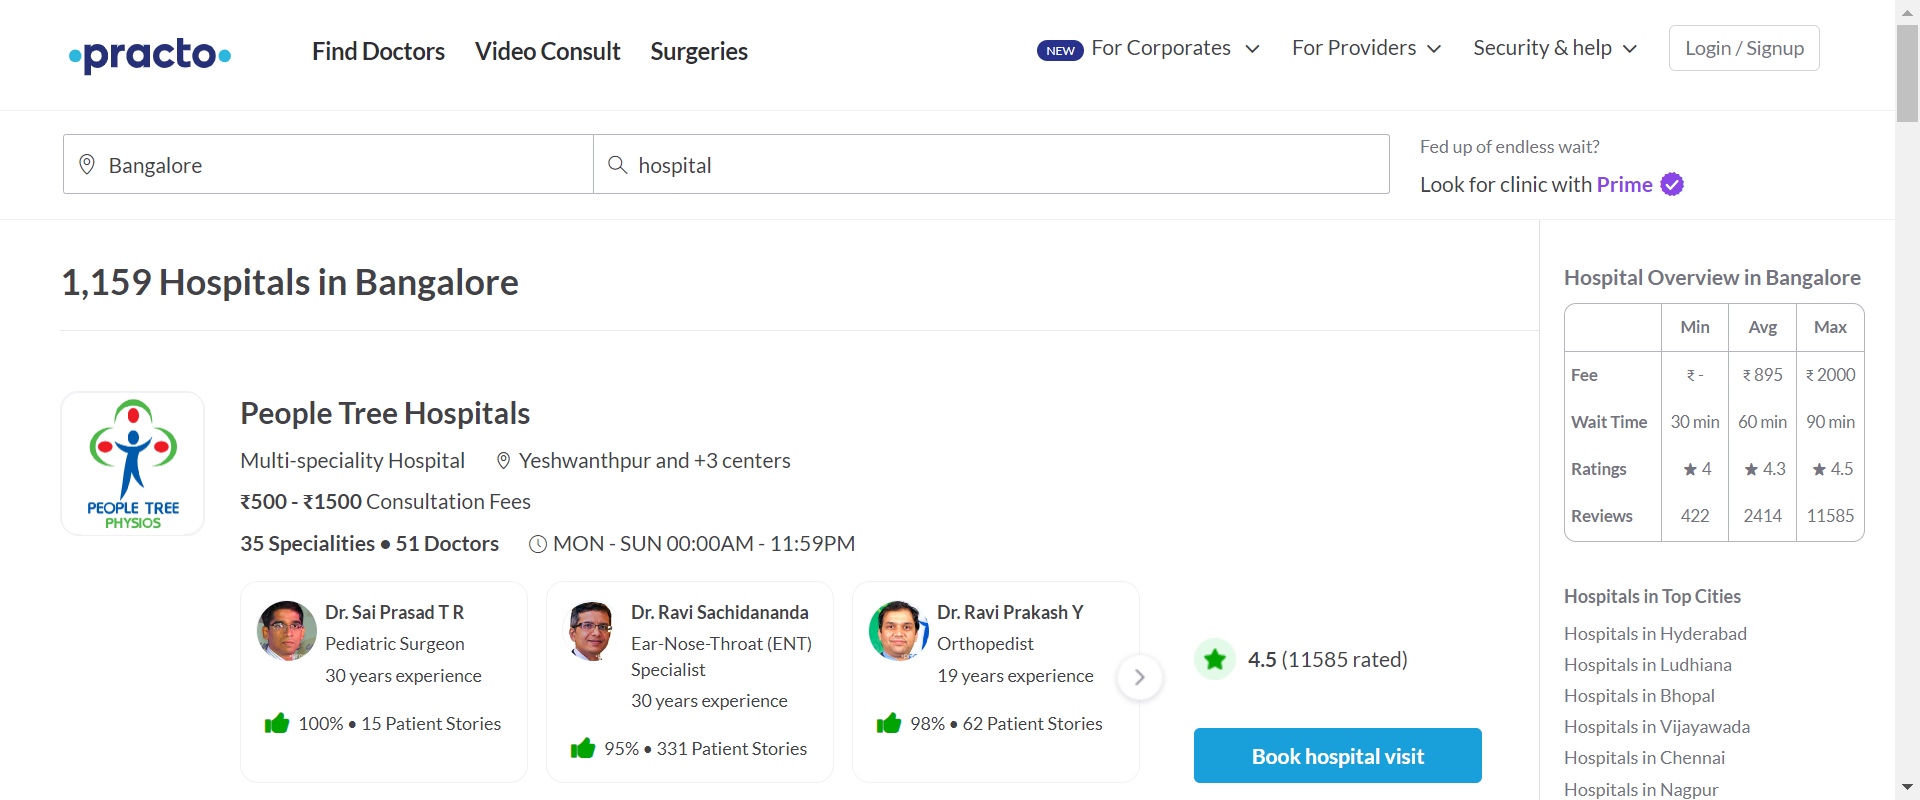 practo
Find Doctors
Video Consult
Surgeries
NEW For Corporates
For Providers
Security & help
Login / Signup
Bangalore
hospital
Fed up of endless wait?
Look for clinic with Prime
1,159 Hospitals in Bangalore
PEOPLE TREE
PHYSIOS
People Tree Hospitals
Multi-speciality Hospital Yeshwanthpur and +3 centers
₹500 - ₹1500 Consultation Fees
35 Specialities • 51 Doctors MON - SUN 00:00AM - 11:59PM
Dr. Sai Prasad T R
Pediatric Surgeon
30 years experience
100% • 15 Patient Stories
Dr. Ravi Sachidananda
Ear-Nose-Throat (ENT)
Specialist
30 years experience
95% • 331 Patient Stories
Dr. Ravi Prakash Y
Orthopedist
19 years experience
98% • 62 Patient Stories
4.5 (11585 rated)
Book hospital visit
Hospital Overview in Bangalore
Min Avg Max
Fee ₹ - ₹ 895 ₹ 2000
Wait Time 30 min 60 min 90 min
Ratings ★ 4 ★ 4.3 ★ 4.5
Reviews 422 2414 11585
Hospitals in Top Cities
Hospitals in Hyderabad
Hospitals in Ludhiana
Hospitals in Bhopal
Hospitals in Vijayawada
Hospitals in Chennai
Hospitals in Nagpur